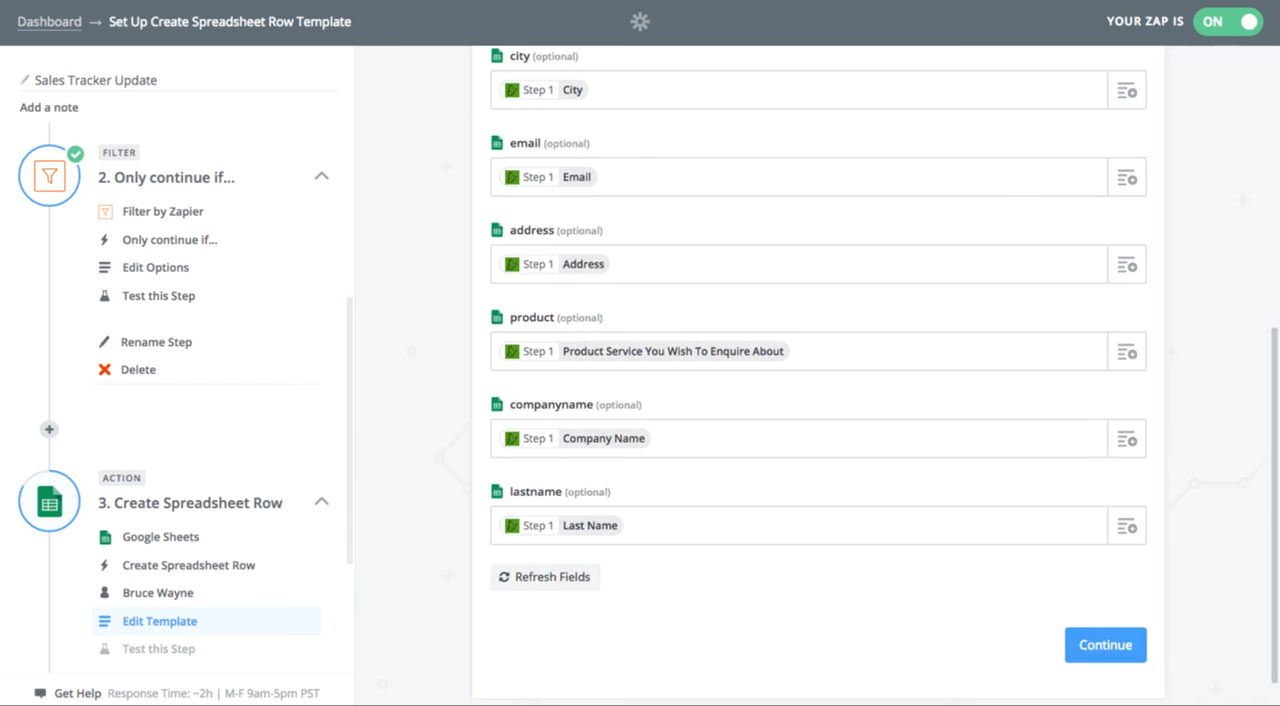 Dashboard → Set Up Create Spreadsheet Row Template
YOUR ZAP IS ON
Sales Tracker Update
Add a note
FILTER
2. Only continue if...
Filter by Zapier
Only continue if...
Edit Options
Test this Step
Rename Step
Delete
ACTION
3. Create Spreadsheet Row
Google Sheets
Create Spreadsheet Row
Bruce Wayne
Edit Template
Test this Step
Get Help Response Time: ~2h | M-F 9am-5pm PST
city (optional)
Step 1 City
email (optional)
Step 1 Email
address (optional)
Step 1 Address
product (optional)
Step 1 Product Service You Wish To Enquire About
companyname (optional)
Step 1 Company Name
lastname (optional)
Step 1 Last Name
Refresh Fields
Continue